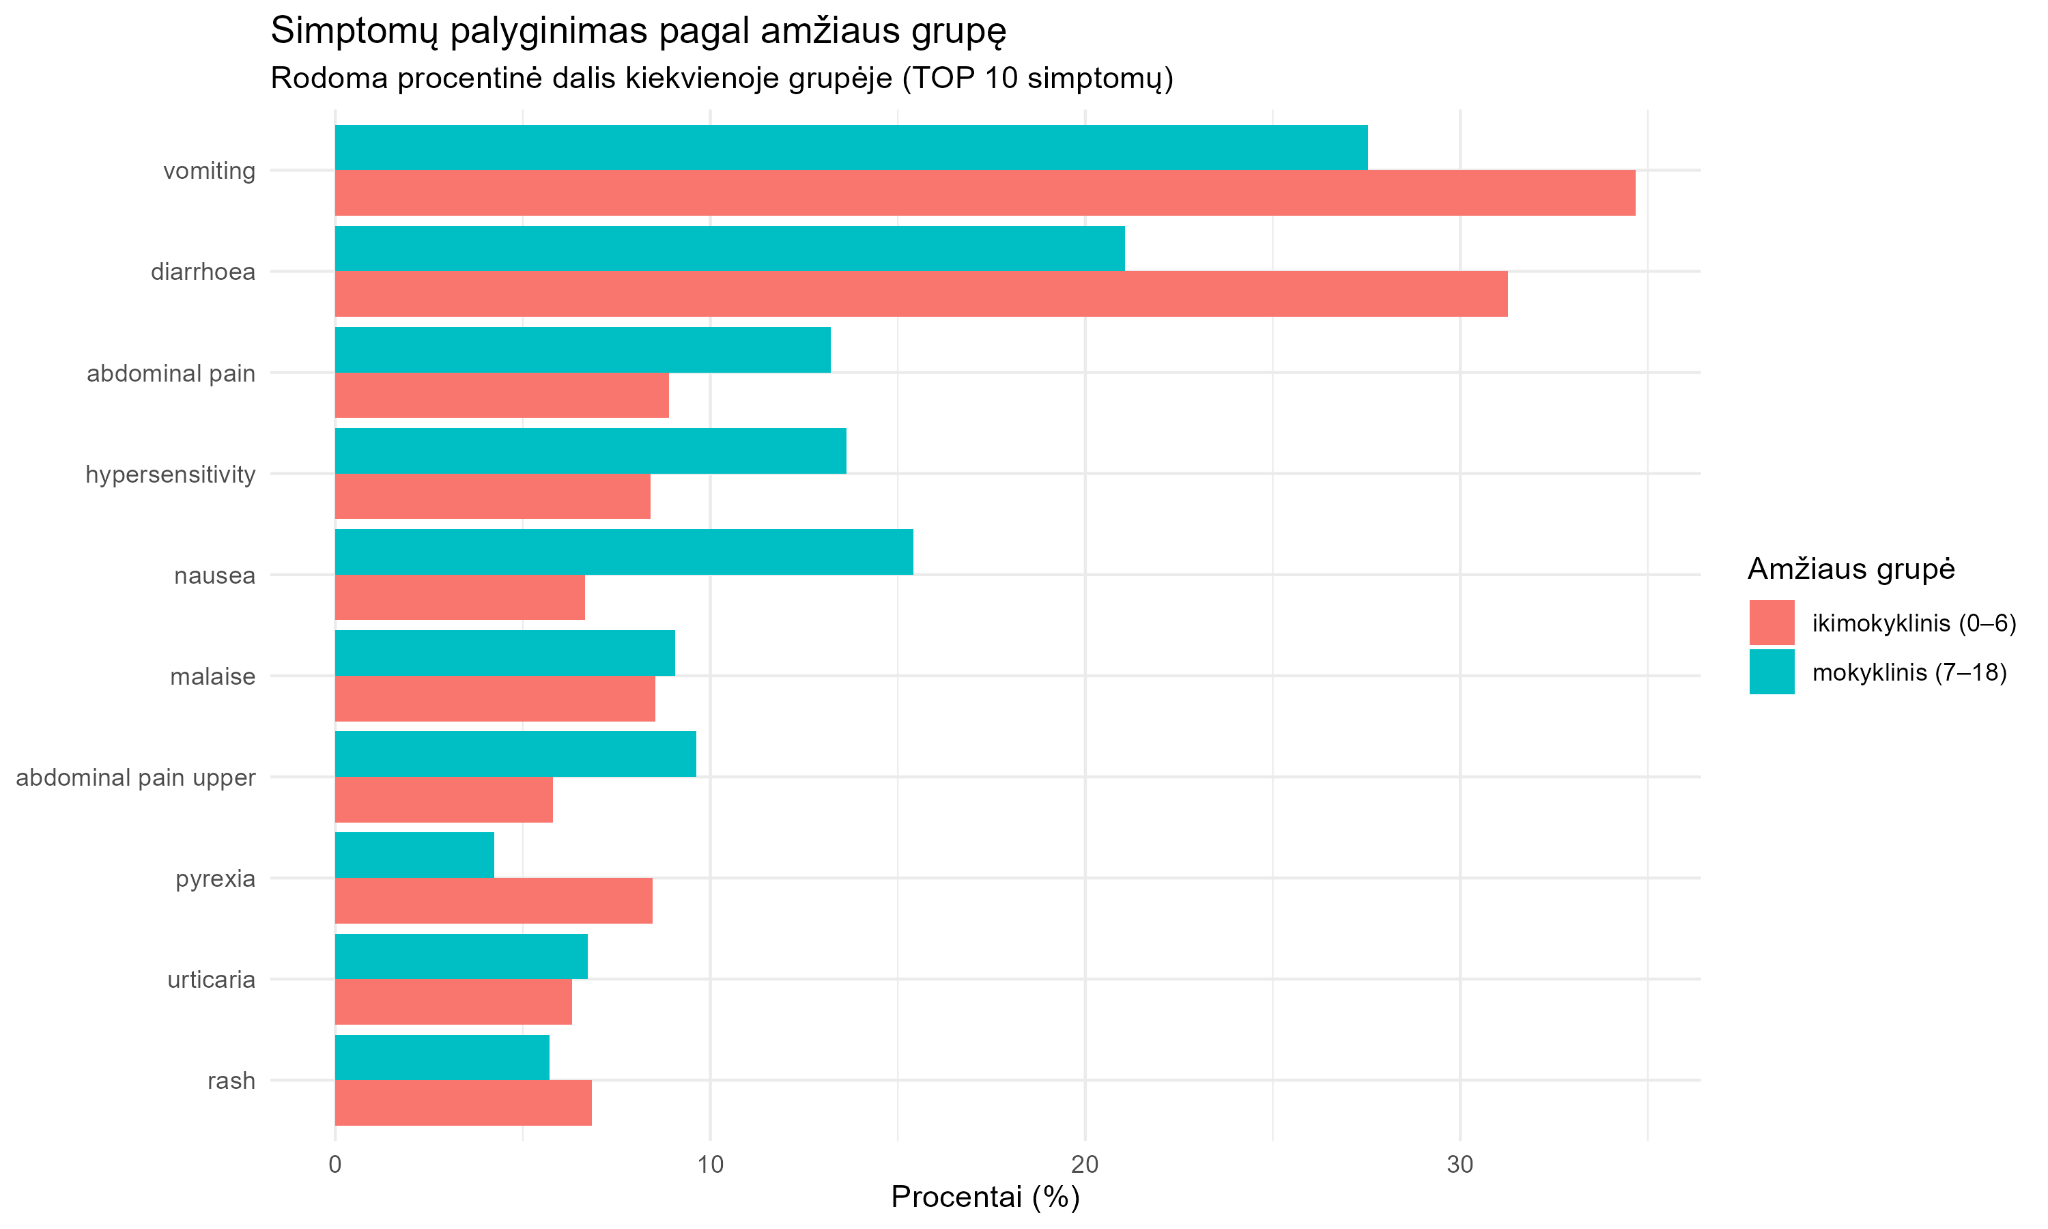 Simptomų palyginimas pagal amžiaus grupę
Rodoma procentinė dalis kiekvienoje grupėje (TOP 10 simptomų)
vomiting
diarrhoea
abdominal pain
hypersensitivity
nausea
malaise
abdominal pain upper
pyrexia
urticaria
rash
0 10 20 30
Procentai (%)
Amžiaus grupė
ikimokyklinis (0–6)
mokyklinis (7–18)